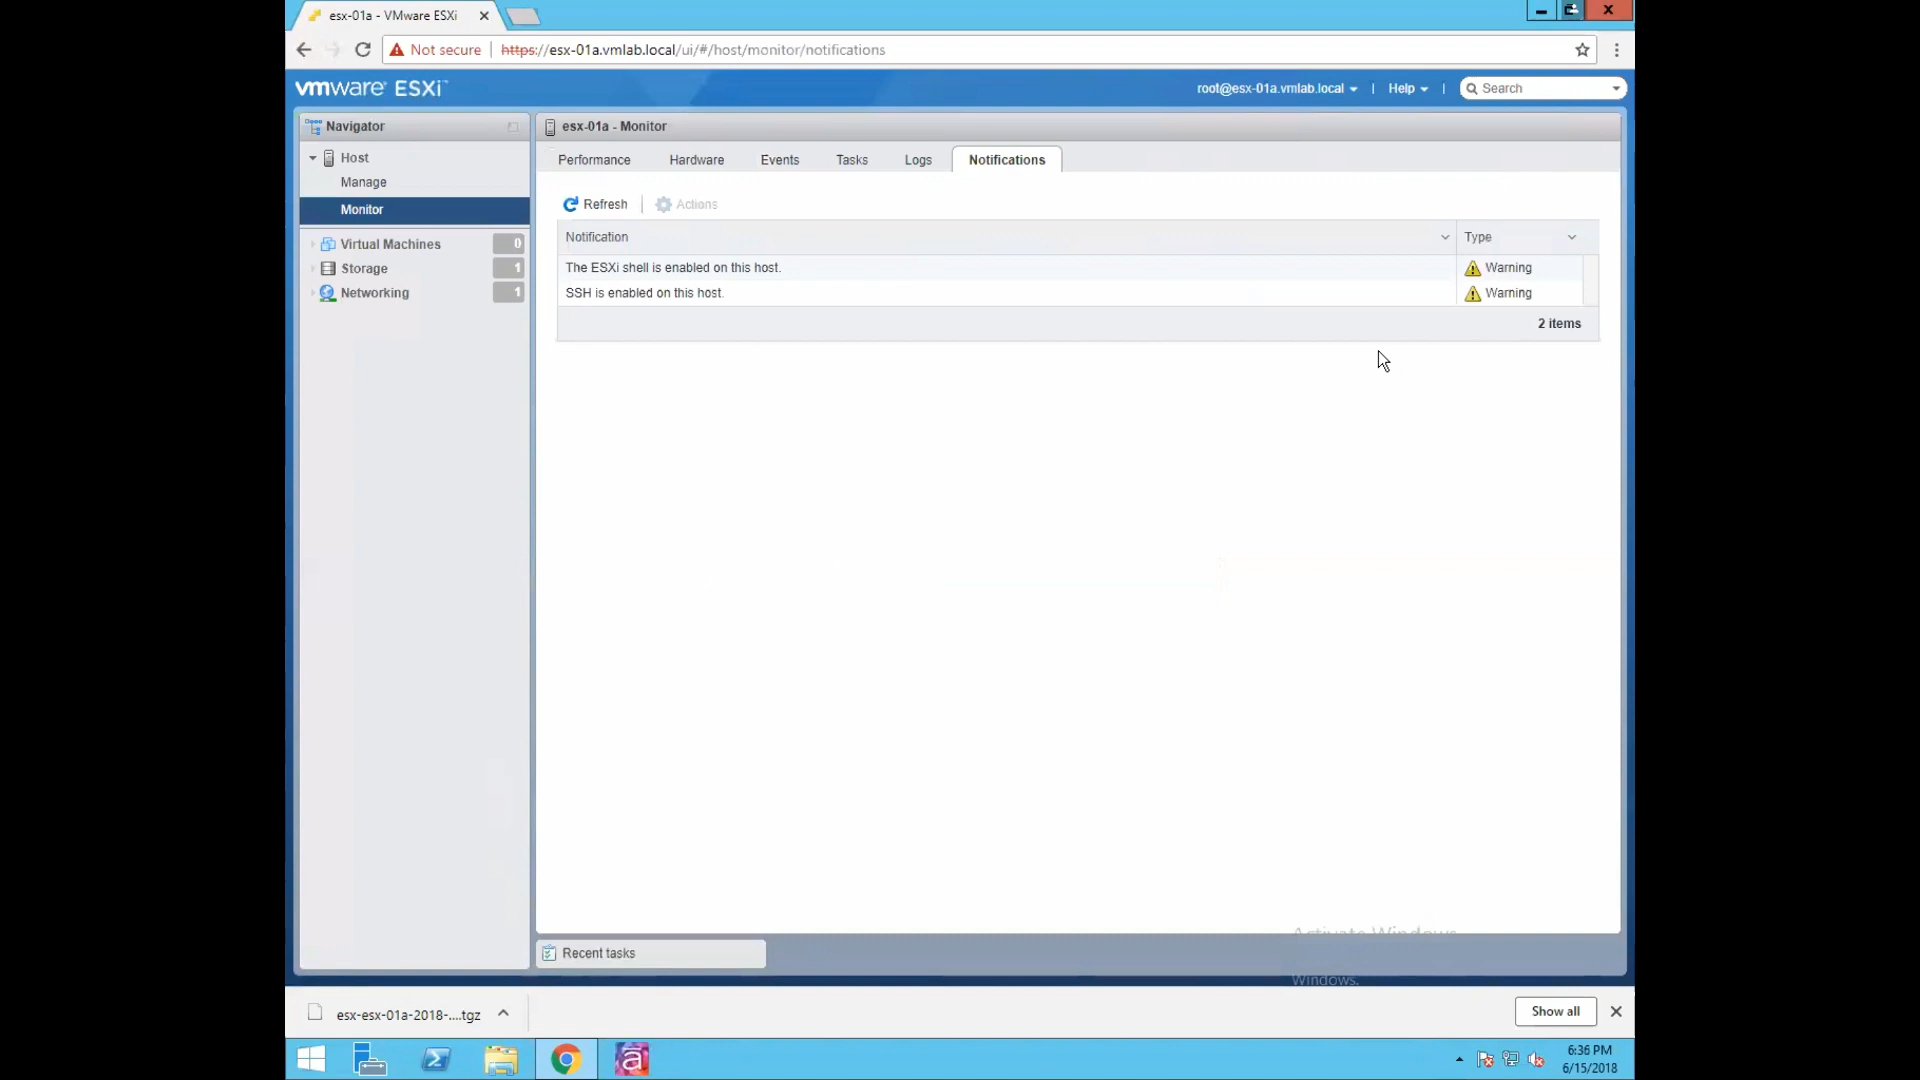 esx-01a - VMware ESXi
Not secure | https://esx-01a.vmlab.local/ui/#/host/monitor/notifications
vmware ESXi™
root@esx-01a.vmlab.local | Help | Search
Navigator
esx-01a - Monitor
Host
Manage
Monitor
Virtual Machines 0
Storage 1
Networking 1
Performance Hardware Events Tasks Logs Notifications
Refresh | Actions
Notification Type
The ESXi shell is enabled on this host. Warning
SSH is enabled on this host. Warning
2 items
Activate Windows
Windows.
Recent tasks
esx-esx-01a-2018-....tgz
Show all
6:36 PM
6/15/2018